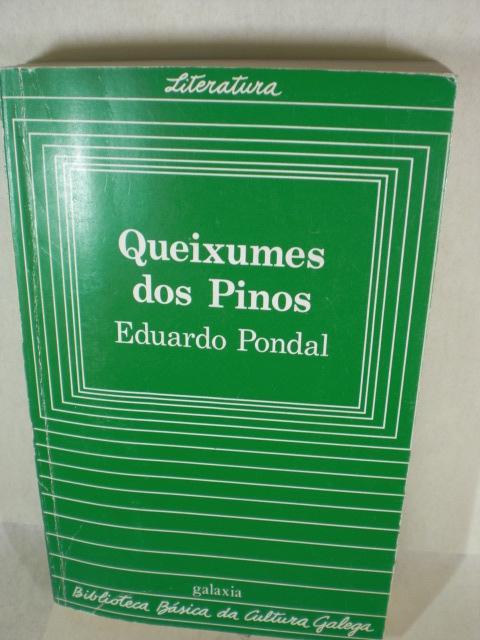 Literatura
Queixumes
dos Pinos
Eduardo Pondal
galaxia
Biblioteca Básica da Cultura Galega